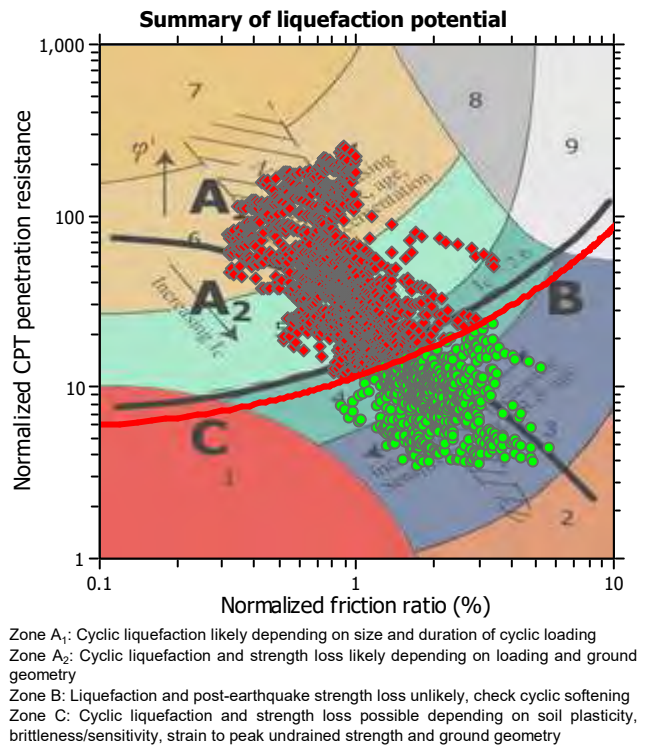 Summary of liquefaction potential
1,000
7
8
9
φ'
A
100
6
A2
Increasing Ic
B
Normalized CPT penetration resistance
10
C
1
3
2
1
0.1
1
10
Normalized friction ratio (%)
Zone A1: Cyclic liquefaction likely depending on size and duration of cyclic loading
Zone A2: Cyclic liquefaction and strength loss likely depending on loading and ground
geometry
Zone B: Liquefaction and post-earthquake strength loss unlikely, check cyclic softening
Zone C: Cyclic liquefaction and strength loss possible depending on soil plasticity,
brittleness/sensitivity, strain to peak undrained strength and ground geometry